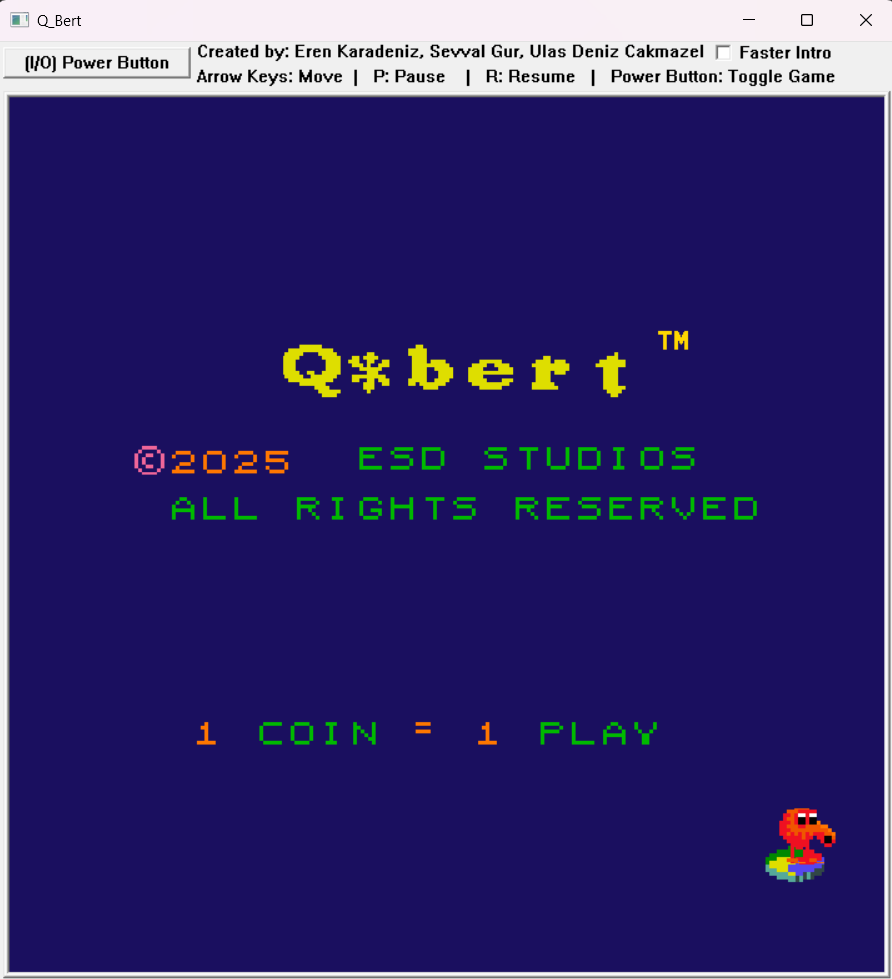 Q_Bert
(I/O) Power Button
Created by: Eren Karadeniz, Sevval Gur, Ulas Deniz Cakmazel
Faster Intro
Arrow Keys: Move | P: Pause | R: Resume | Power Button: Toggle Game
Q*bert TM
©2025 ESD STUDIOS
ALL RIGHTS RESERVED
1 COIN = 1 PLAY